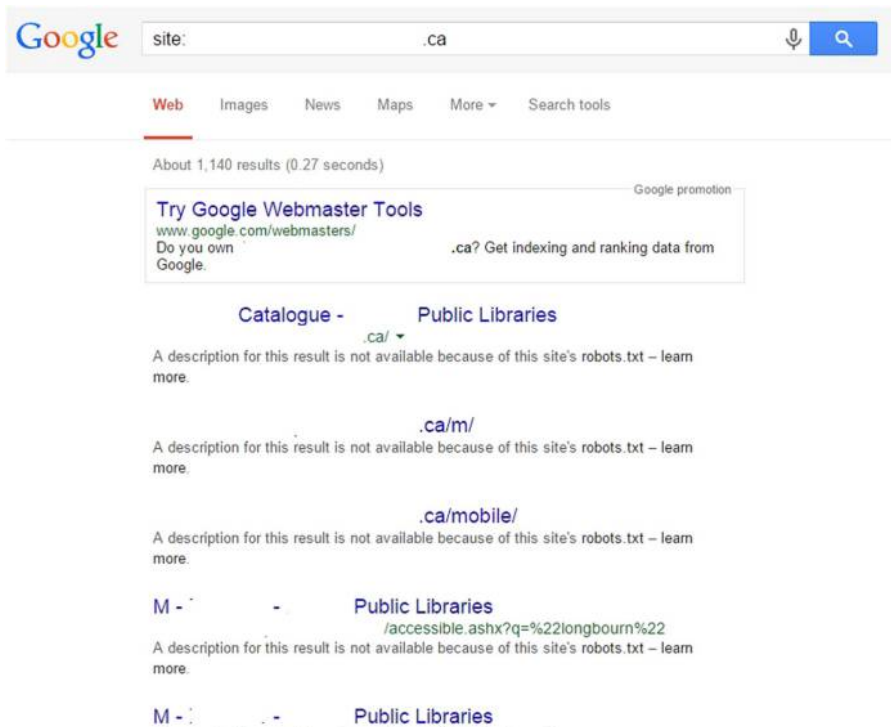 Google site: .ca
Web Images News Maps More Search tools
About 1,140 results (0.27 seconds)
Google promotion
Try Google Webmaster Tools
www.google.com/webmasters/
Do you own .ca? Get indexing and ranking data from
Google.
Catalogue - Public Libraries
.ca/
A description for this result is not available because of this site's robots.txt – learn
more.
.ca/m/
A description for this result is not available because of this site's robots.txt – learn
more.
.ca/mobile/
A description for this result is not available because of this site's robots.txt – learn
more.
M - - Public Libraries
/accessible.ashx?q=%22longbourn%22
A description for this result is not available because of this site's robots.txt – learn
more.
M - - Public Libraries